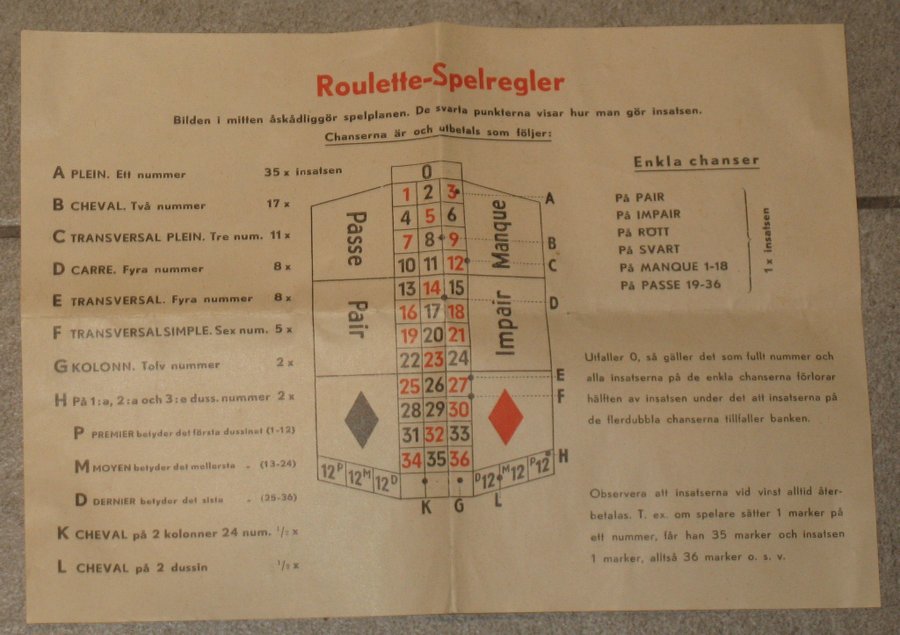 Roulette-Spelregler
Bilden i mitten åskådliggör spelplanen. De svarta punkterna visar hur man gör insatsen.
Chanserna är och utbetals som följer:
A PLEIN. Ett nummer 35 x insatsen
B CHEVAL. Två nummer 17 x
C TRANSVERSAL PLEIN. Tre num. 11 x
D CARRE. Fyra nummer 8 x
E TRANSVERSAL. Fyra nummer 8 x
F TRANSVERSALSIMPLE. Sex num. 5 x
G KOLONN. Tolv nummer 2 x
H På 1:a, 2:a och 3:e duss. nummer 2 x
P PREMIER betyder det första dussinet (1-12)
M MOYEN betyder det mellersta „ (13-24)
D DERNIER betyder det sista „ (25-36)
K CHEVAL på 2 kolonner 24 num. 1/2 x
L CHEVAL på 2 dussin 1/2 x
0
1 2 3 A
4 5 6
7 8 9 B
10 11 12 C
13 14 15 D
16 17 18
19 20 21
22 23 24
25 26 27 E
28 29 30 F
31 32 33
34 35 36 H
Passe
Manque
Pair
Impair
12P 12M 12D
D12 M12 P12
K G L
Enkla chanser
På PAIR
På IMPAIR
På RÖTT
På SVART
På MANQUE 1-18
På PASSE 19-36
1 x insatsen
Utfaller 0, så gäller det som fullt nummer och
alla insatserna på de enkla chanserna förlorar
hälften av insatsen under det att insatserna på
de flerdubbla chanserna tillfaller banken.
Observera att insatserna vid vinst alltid åter-
betalas. T. ex. om spelare sätter 1 marker på
ett nummer, får han 35 marker och insatsen
1 marker, alltså 36 marker o. s. v.